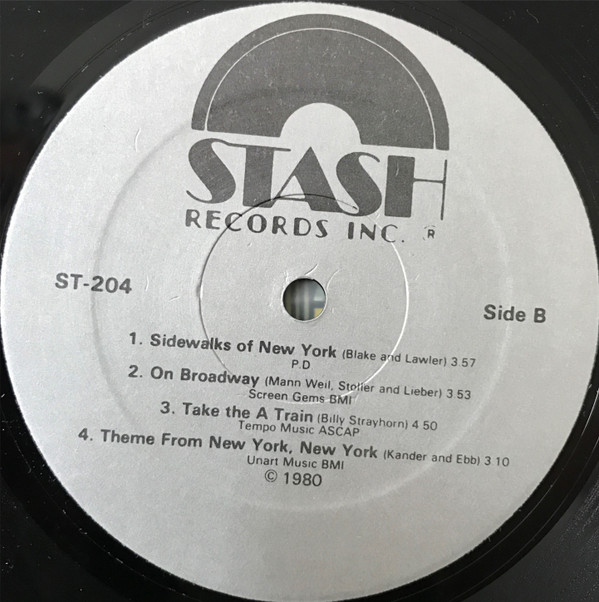 STASH
RECORDS INC. R
ST-204
Side B
1. Sidewalks of New York (Blake and Lawler) 3 57
P.D
2. On Broadway (Mann Weil, Stoller and Lieber) 3 53
Screen Gems BMI
3. Take the A Train (Billy Strayhorn) 4 50
Tempo Music ASCAP
4. Theme From New York, New York (Kander and Ebb) 3 10
Unart Music BMI
© 1980